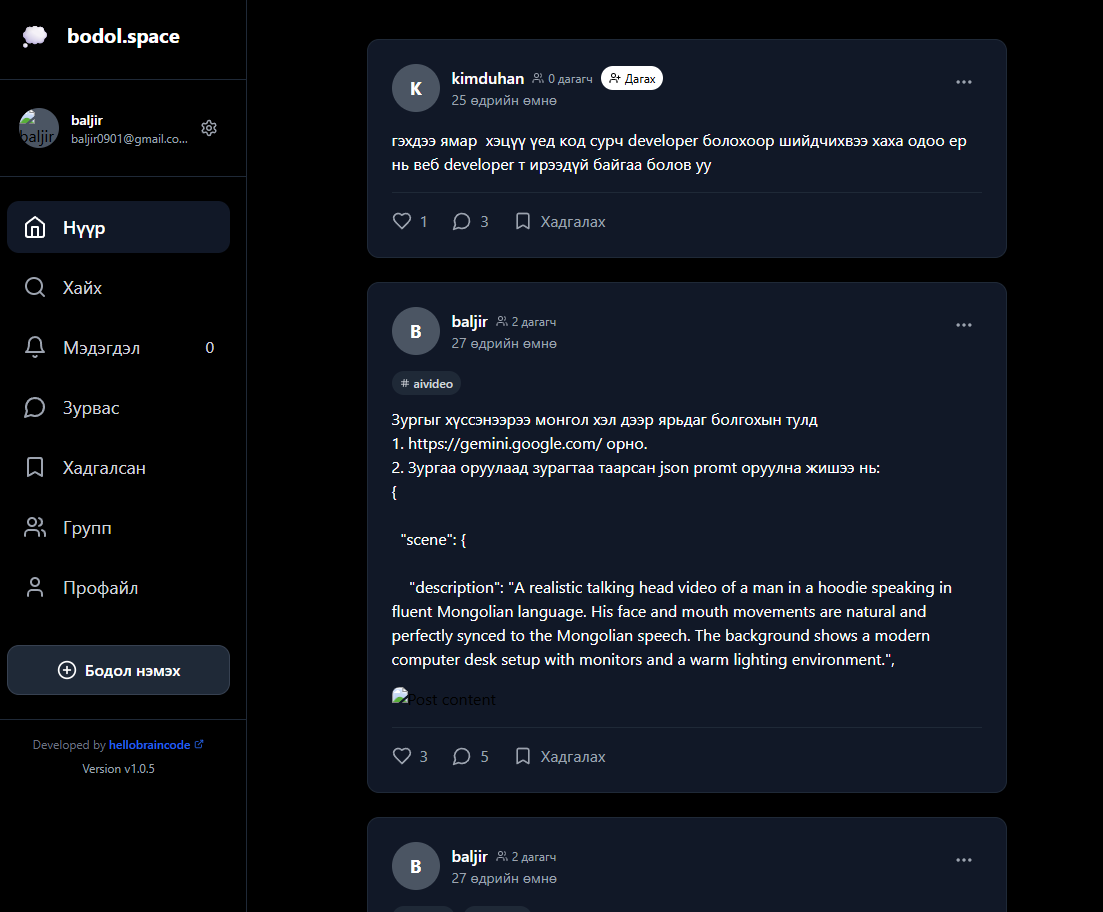 bodol.space
baljir
baljir
baljir0901@gmail.co...
Нүүр
Хайх
Мэдэгдэл 0
Зурвас
Хадгалсан
Групп
Профайл
Бодол нэмэх
Developed by hellobraincode
Version v1.0.5
K
kimduhan 0 дагагч Дагах
25 өдрийн өмнө
гэхдээ ямар  хэцүү үед код сурч developer болохоор шийдчихвээ хаха одоо ер
нь веб developer т ирээдүй байгаа болов уу
1 3 Хадгалах
B
baljir 2 дагагч
27 өдрийн өмнө
# aivideo
Зургыг хүссэнээрээ монгол хэл дээр ярьдаг болгохын тулд
1. https://gemini.google.com/ орно.
2. Зургаа оруулаад зурагтаа таарсан json promt оруулна жишээ нь:
{
"scene": {
"description": "A realistic talking head video of a man in a hoodie speaking in
fluent Mongolian language. His face and mouth movements are natural and
perfectly synced to the Mongolian speech. The background shows a modern
computer desk setup with monitors and a warm lighting environment.",
Post content
3 5 Хадгалах
B
baljir 2 дагагч
27 өдрийн өмнө